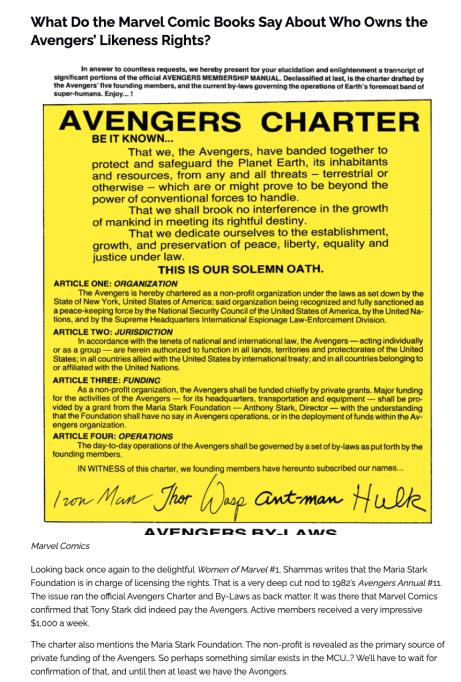 What Do the Marvel Comic Books Say About Who Owns the
Avengers' Likeness Rights?
In answer to countless requests, we hereby present for your elucidation and enlightenment a transcript of
significant portions of the official AVENGERS MEMBERSHIP MANUAL. Declassified at last, is the charter drafted by
the Avengers' five founding members, and the current by-laws governing the operations of Earth's foremost band of
super-humans. Enjoy... !
AVENGERS CHARTER
BE IT KNOWN...
That we, the Avengers, have banded together to
protect and safeguard the Planet Earth, its inhabitants
and resources, from any and all threats – terrestrial or
otherwise – which are or might prove to be beyond the
power of conventional forces to handle.
That we shall brook no interference in the growth
of mankind in meeting its rightful destiny.
That we dedicate ourselves to the establishment,
growth, and preservation of peace, liberty, equality and
justice under law.
THIS IS OUR SOLEMN OATH.
ARTICLE ONE: ORGANIZATION
The Avengers is hereby chartered as a non-profit organization under the laws as set down by the
State of New York, United States of America; said organization being recognized and fully sanctioned as
a peace-keeping force by the National Security Council of the United States of America, by the United Na-
tions, and by the Supreme Headquarters International Espionage Law-Enforcement Division.
ARTICLE TWO: JURISDICTION
In accordance with the tenets of national and international law, the Avengers — acting individually
or as a group — are herein authorized to function in all lands, territories and protectorates of the United
States; in all countries allied with the United States by international treaty; and in all countries belonging to
or affiliated with the United Nations.
ARTICLE THREE: FUNDING
As a non-profit organization, the Avengers shall be funded chiefly by private grants. Major funding
for the activities of the Avengers — for its headquarters, transportation and equipment — shall be pro-
vided by a grant from the Maria Stark Foundation — Anthony Stark, Director — with the understanding
that the Foundation shall have no say in Avengers operations, or in the deployment of funds within the Av-
engers organization.
ARTICLE FOUR: OPERATIONS
The day-to-day operations of the Avengers shall be governed by a set of by-laws as put forth by the
founding members.
IN WITNESS of this charter, we founding members have hereunto subscribed our names...
Iron Man Thor Wasp ant-man Hulk
AVENGERS BY-LAWS
Marvel Comics
Looking back once again to the delightful Women of Marvel #1, Shammas writes that the Maria Stark
Foundation is in charge of licensing the rights. That is a very deep cut nod to 1982's Avengers Annual #11.
The issue ran the official Avengers Charter and By-Laws as back matter. It was there that Marvel Comics
confirmed that Tony Stark did indeed pay the Avengers. Active members received a very impressive
$1,000 a week.
The charter also mentions the Maria Stark Foundation. The non-profit is revealed as the primary source of
private funding of the Avengers. So perhaps something similar exists in the MCU..? We'll have to wait for
confirmation of that, and until then at least we have the Avengers.